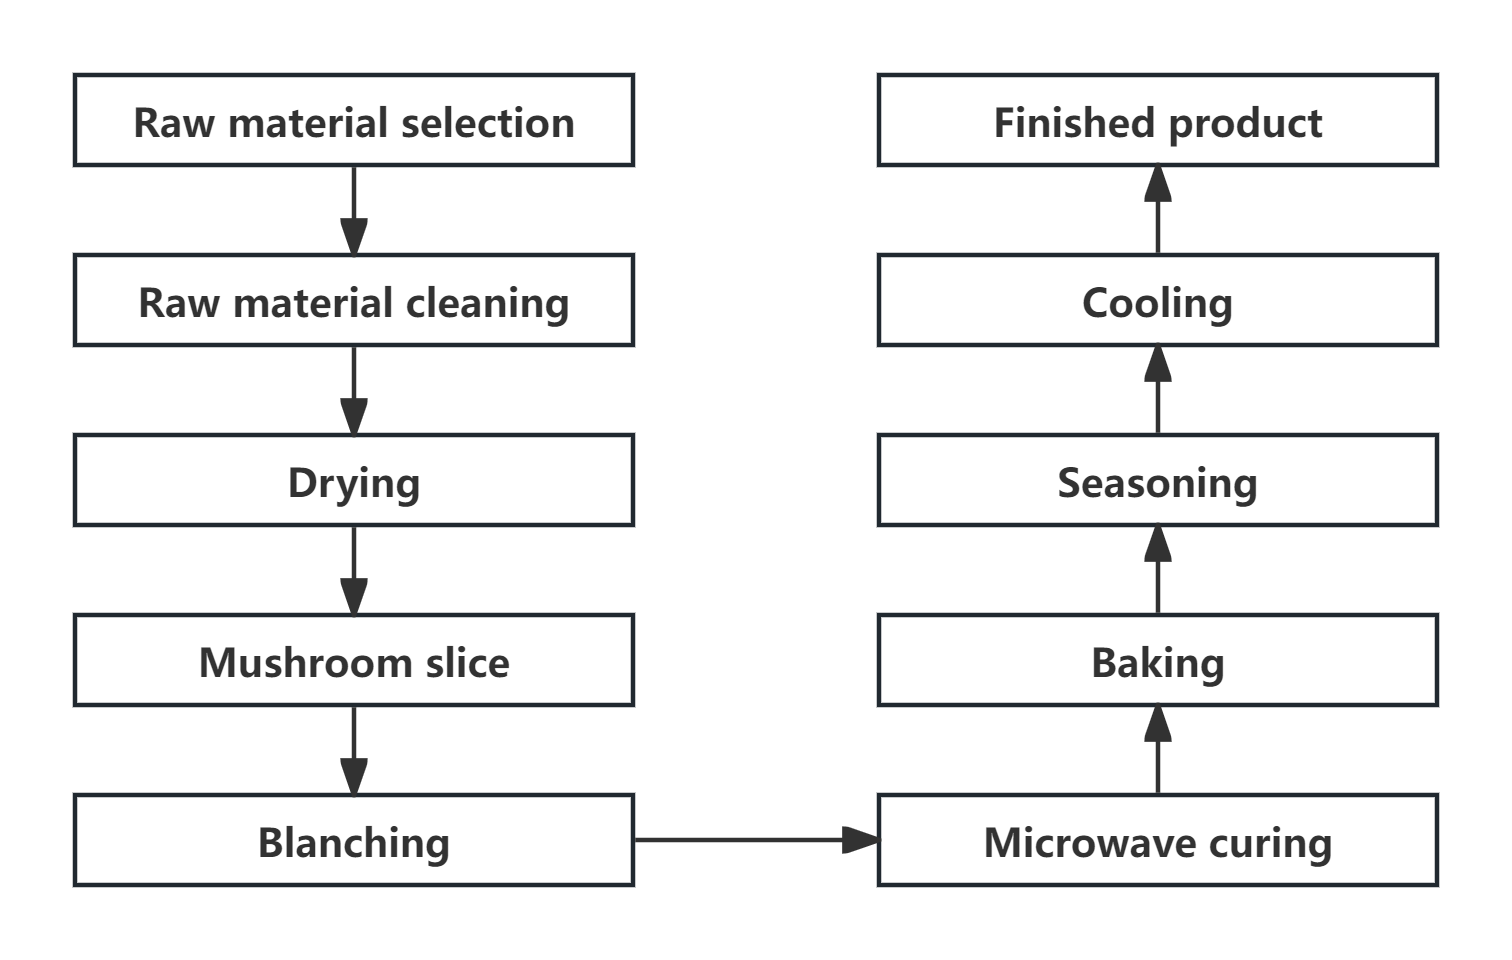 Raw material selection
Raw material cleaning
Drying
Mushroom slice
Blanching
Microwave curing
Baking
Seasoning
Cooling
Finished product